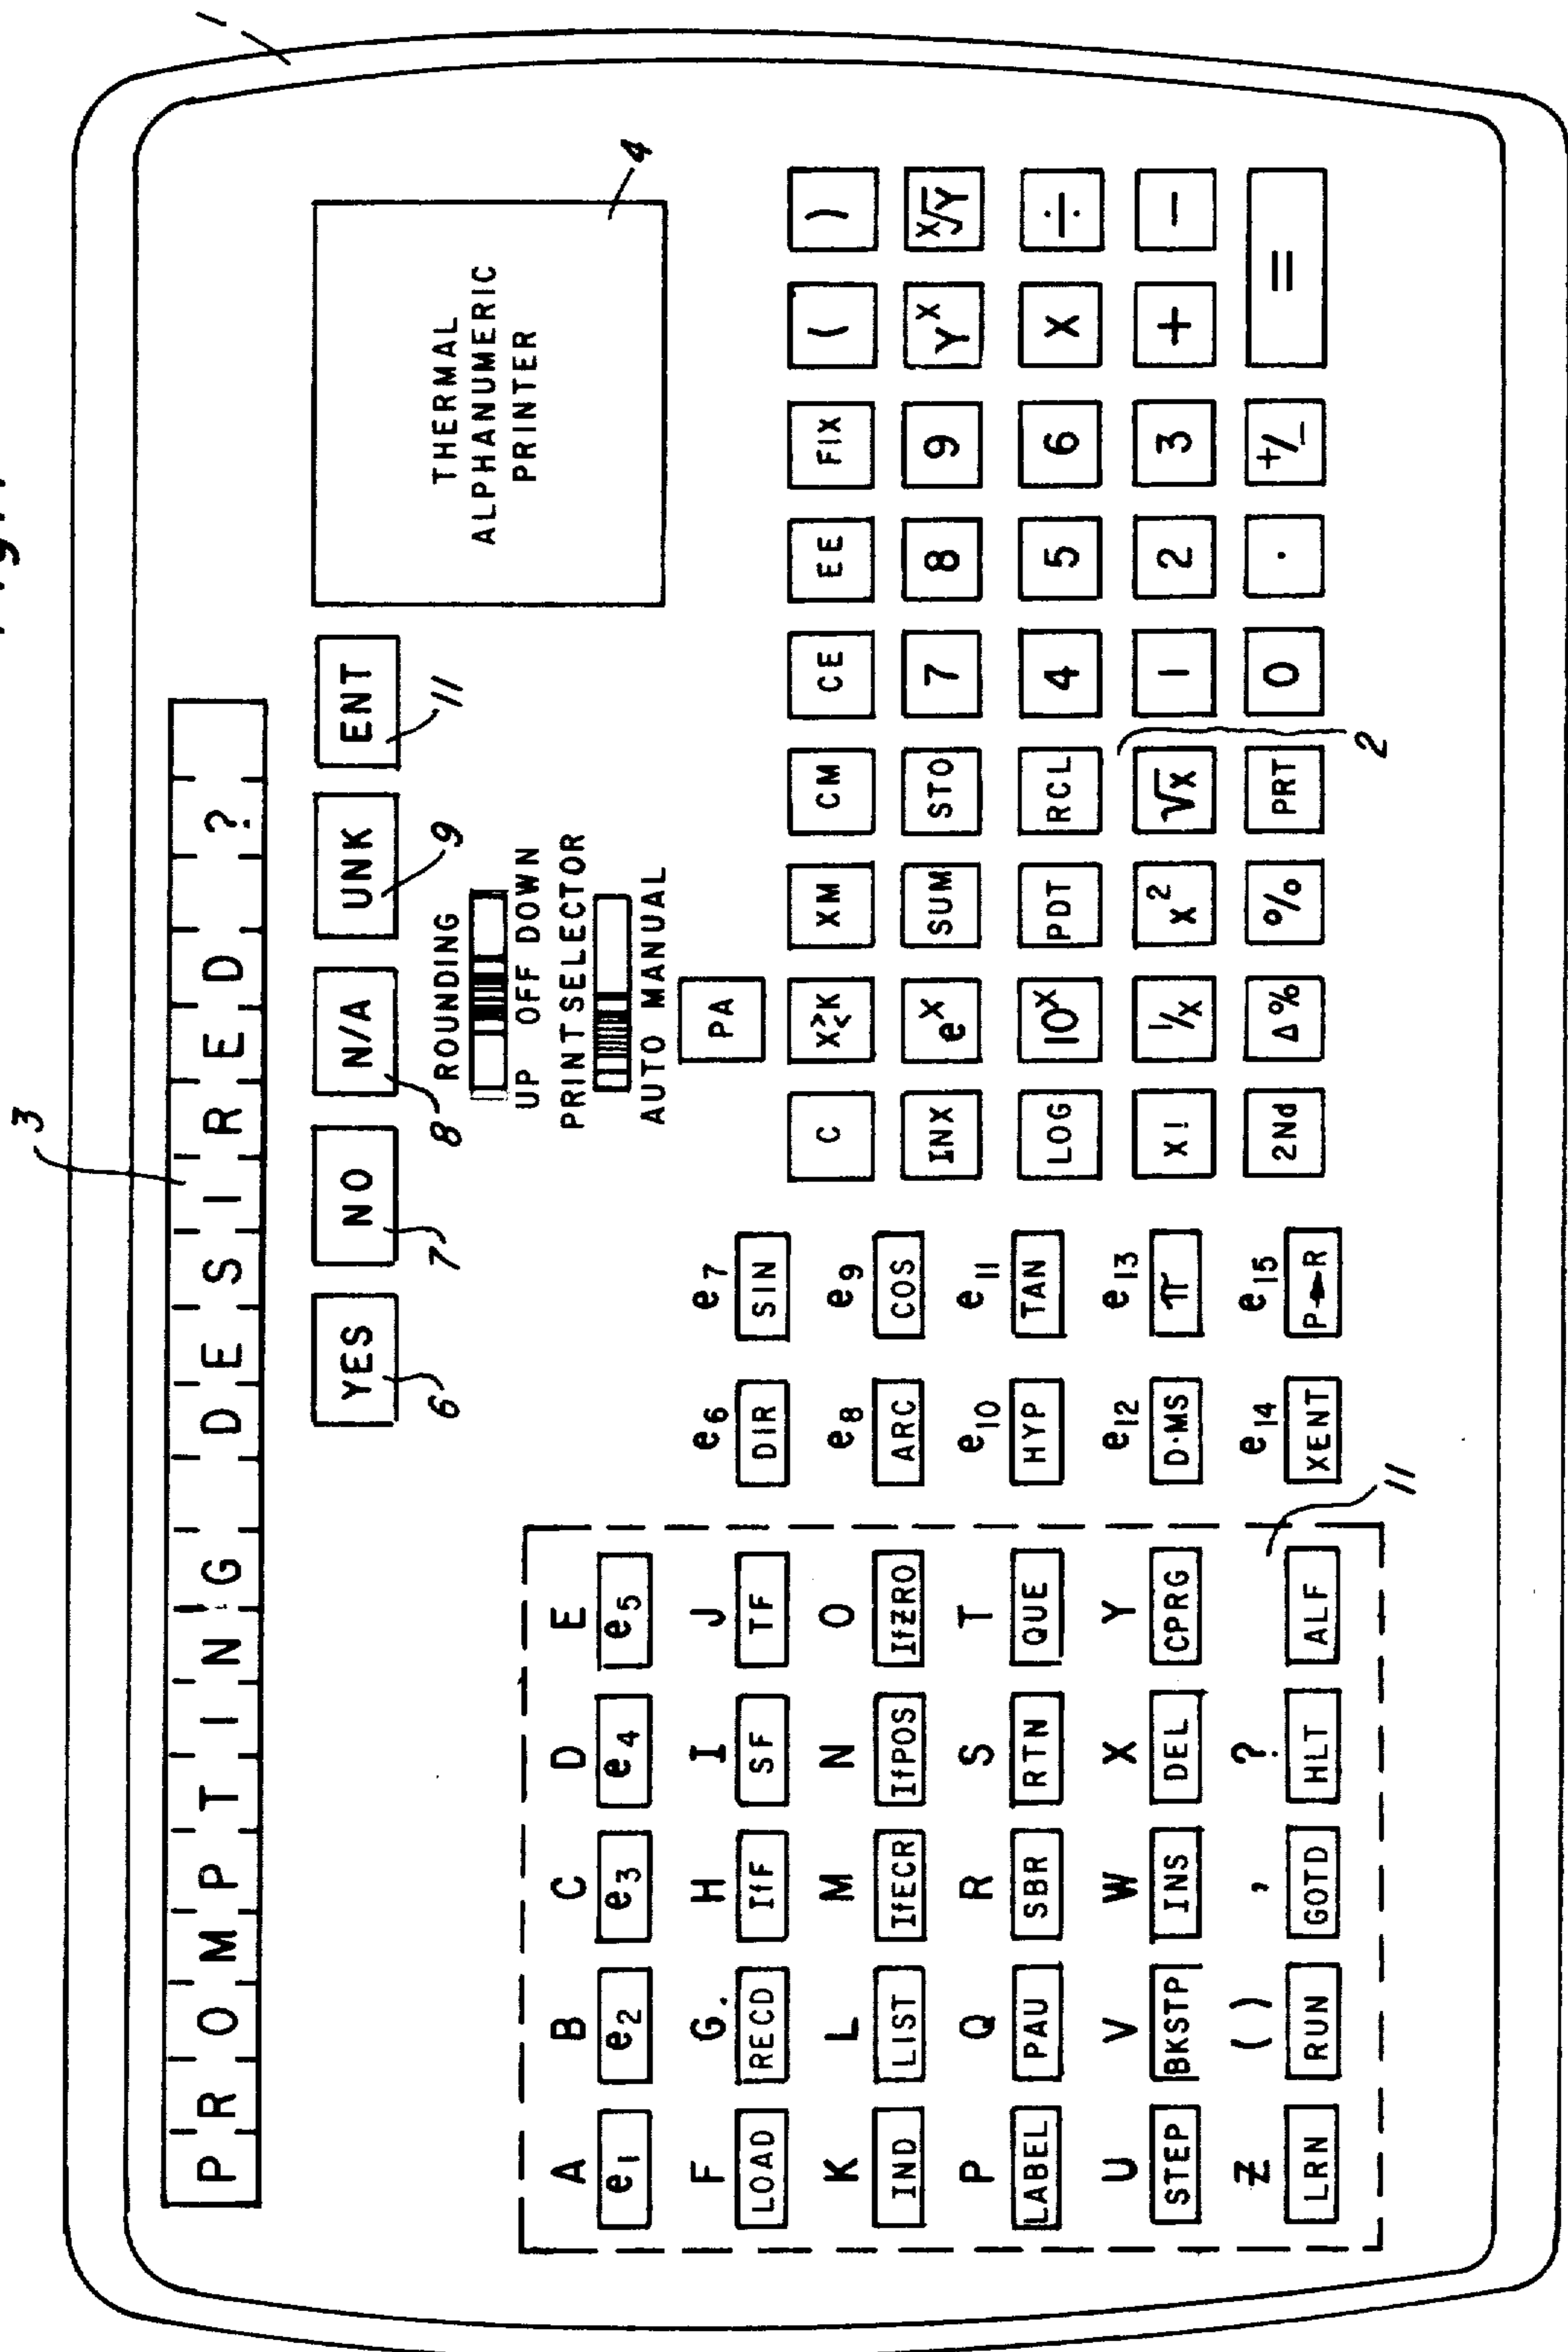 Fig. 1
1
3
PROMPTING DESIRED ?
YES NO N/A UNK ENT
6 7 8 9 11
ROUNDING
UP OFF DOWN
PRINT SELECTOR
AUTO MANUAL
THERMAL
ALPHANUMERIC
PRINTER
4
PA
A B C D E
e1 e2 e3 e4 e5
F G. H I J
LOAD RECD IfF SF TF
K L M N O
IND LIST IfECR IfPOS IfZRO
P Q R S T
LABEL PAU SBR RTN QUE
U V W X Y
STEP BKSTP INS DEL CPRG
Z ( ) , ?
LRN RUN GOTD HLT ALF
11
e6 e7
DIR SIN
e8 e9
ARC COS
e10 e11
HYP TAN
e12 e13
D·MS π
e14 e15
XENT P→R
C X≷K XM CM CE EE FIX ( )
INX eˣ SUM STO 7 8 9 Yˣ ˣ√Y
LOG 10ˣ PDT RCL 4 5 6 X ÷
X! 1/X X² √X 1 2 3 + −
2Nd Δ% % PRT 0 . +/− =
2